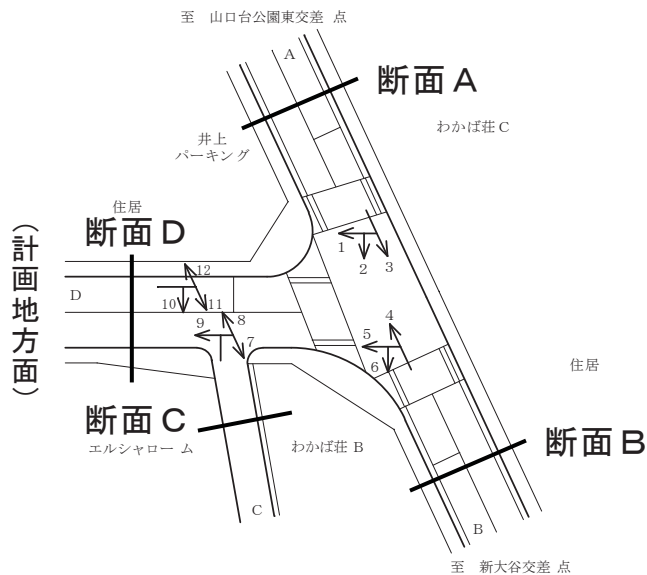 至 山口台公園東交差 点
A
断面A
わかば荘C
井上
パーキング
住居
断面D
(計画地方面)
1
2
3
12
D
10
11
9
8
7
4
5
6
住居
断面C
エルシャロー ム
わかば荘 B
断面B
C
B
至 新大谷交差 点